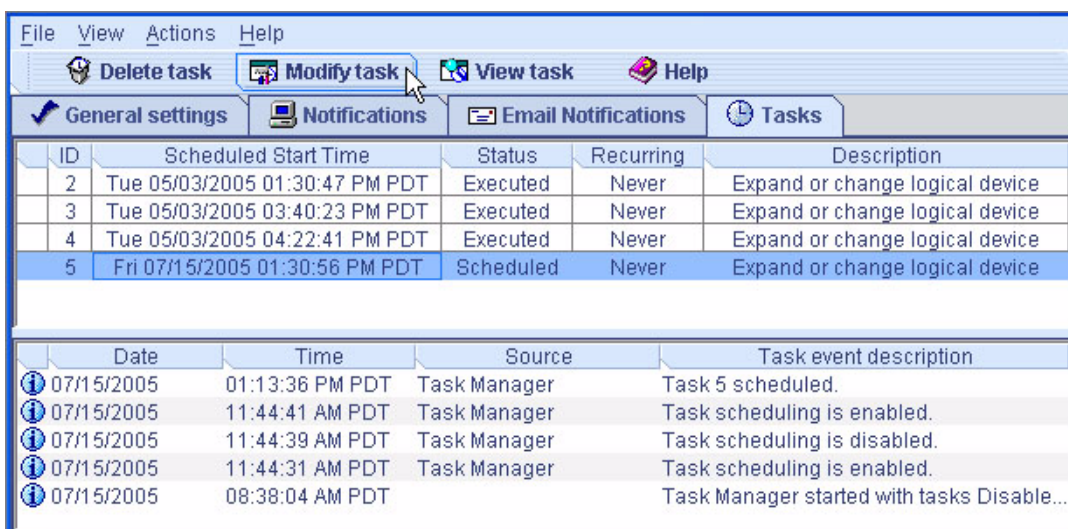 File View Actions Help
Delete task Modify task View task Help
General settings Notifications Email Notifications Tasks
ID Scheduled Start Time Status Recurring Description
2 Tue 05/03/2005 01:30:47 PM PDT Executed Never Expand or change logical device
3 Tue 05/03/2005 03:40:23 PM PDT Executed Never Expand or change logical device
4 Tue 05/03/2005 04:22:41 PM PDT Executed Never Expand or change logical device
5 Fri 07/15/2005 01:30:56 PM PDT Scheduled Never Expand or change logical device
Date Time Source Task event description
07/15/2005 01:13:36 PM PDT Task Manager Task 5 scheduled.
07/15/2005 11:44:41 AM PDT Task Manager Task scheduling is enabled.
07/15/2005 11:44:39 AM PDT Task Manager Task scheduling is disabled.
07/15/2005 11:44:31 AM PDT Task Manager Task scheduling is enabled.
07/15/2005 08:38:04 AM PDT Task Manager started with tasks Disable...